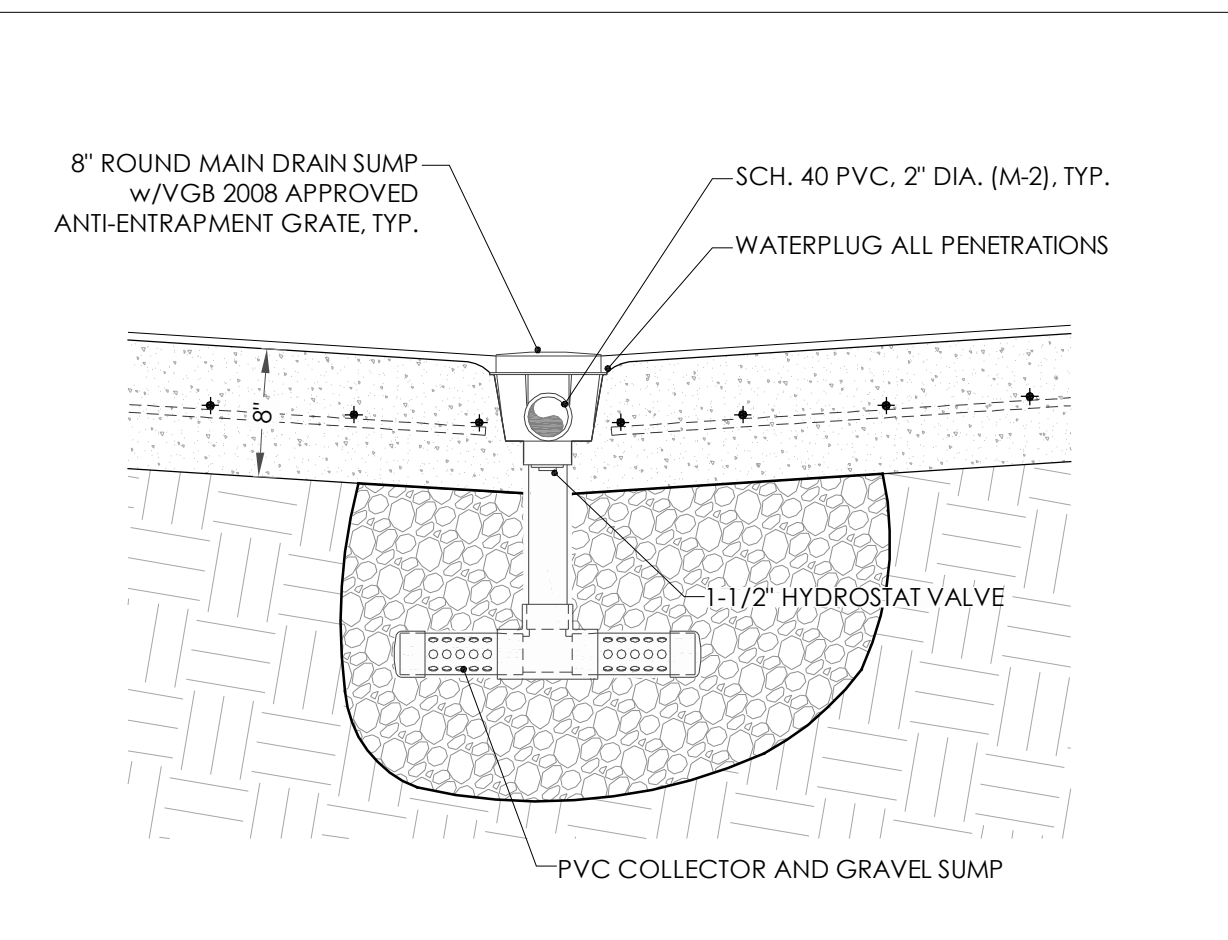 8" ROUND MAIN DRAIN SUMP
w/VGB 2008 APPROVED
ANTI-ENTRAPMENT GRATE, TYP.
SCH. 40 PVC, 2" DIA. (M-2), TYP.
WATERPLUG ALL PENETRATIONS
8"
1-1/2" HYDROSTAT VALVE
PVC COLLECTOR AND GRAVEL SUMP